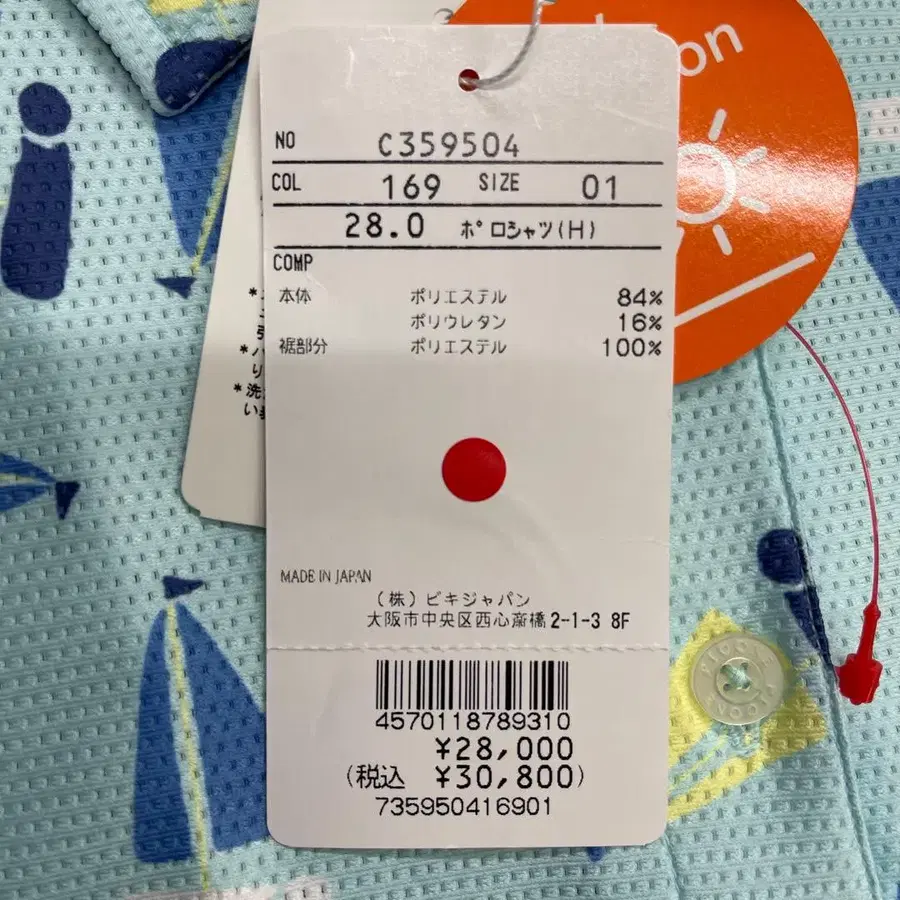 on
NO C359504
COL 169 SIZE 01
28.0 ポロシャツ(H)
COMP
本体 ポリエステル 84%
ポリウレタン 16%
裾部分 ポリエステル 100%
MADE IN JAPAN
(株)ピキジャパン
大阪市中央区西心斎橋2-1-3 8F
4570118789310
¥28,000
(税込 ¥30,800)
735950416901